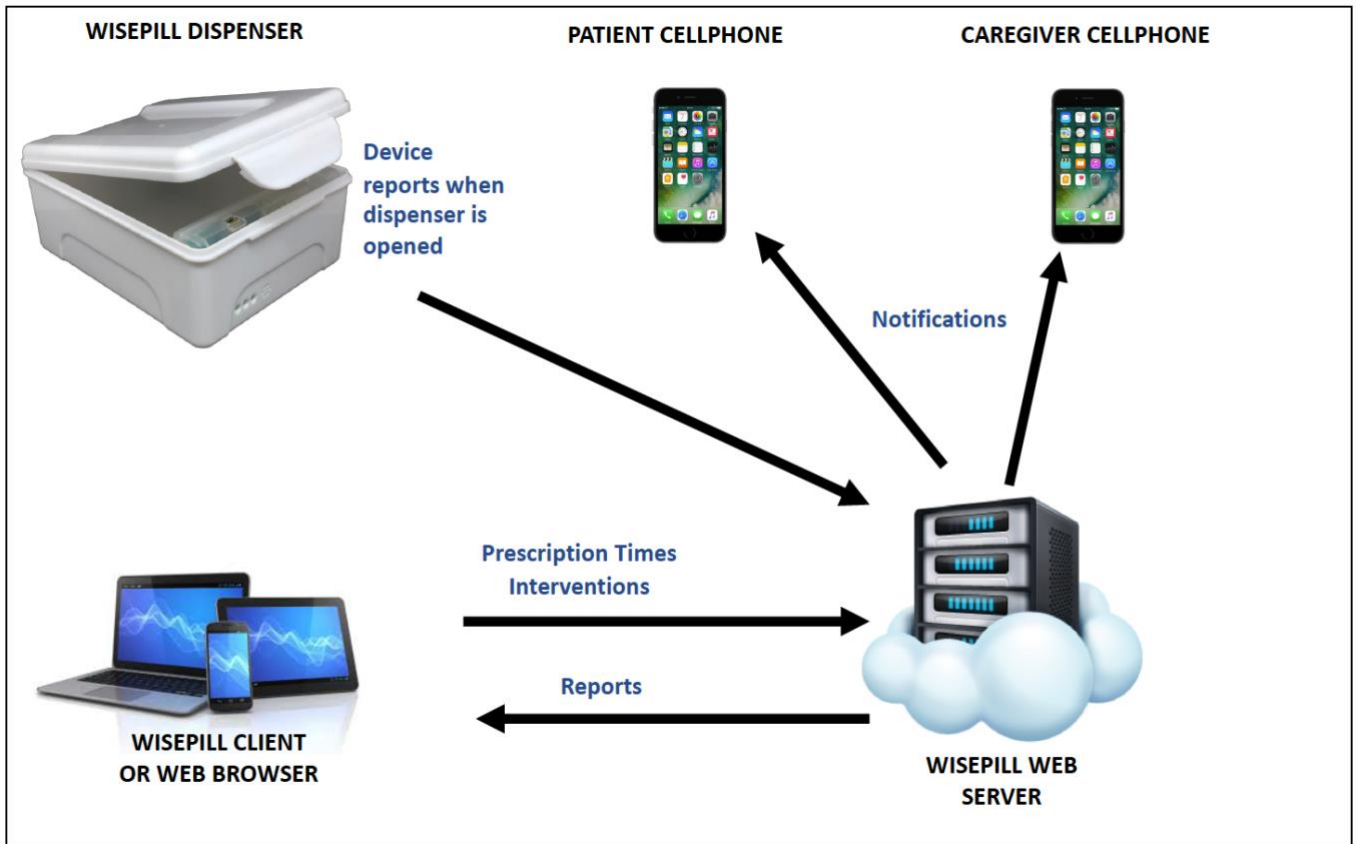 WISEPILL DISPENSER
PATIENT CELLPHONE
CAREGIVER CELLPHONE
Device
reports when
dispenser is
opened
Notifications
Prescription Times
Interventions
Reports
WISEPILL CLIENT
OR WEB BROWSER
WISEPILL WEB
SERVER